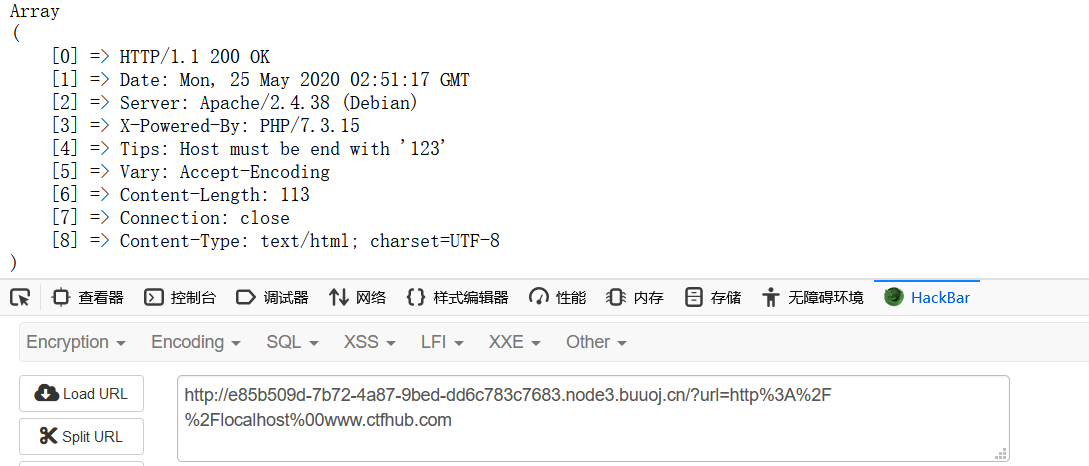 Array
(
[0] => HTTP/1.1 200 OK
[1] => Date: Mon, 25 May 2020 02:51:17 GMT
[2] => Server: Apache/2.4.38 (Debian)
[3] => X-Powered-By: PHP/7.3.15
[4] => Tips: Host must be end with '123'
[5] => Vary: Accept-Encoding
[6] => Content-Length: 113
[7] => Connection: close
[8] => Content-Type: text/html; charset=UTF-8
)
查看器 控制台 调试器 网络 样式编辑器 性能 内存 存储 无障碍环境 HackBar
Encryption Encoding SQL XSS LFI XXE Other
Load URL
http://e85b509d-7b72-4a87-9bed-dd6c783c7683.node3.buuoj.cn/?url=http%3A%2F
%2Flocalhost%00www.ctfhub.com
Split URL